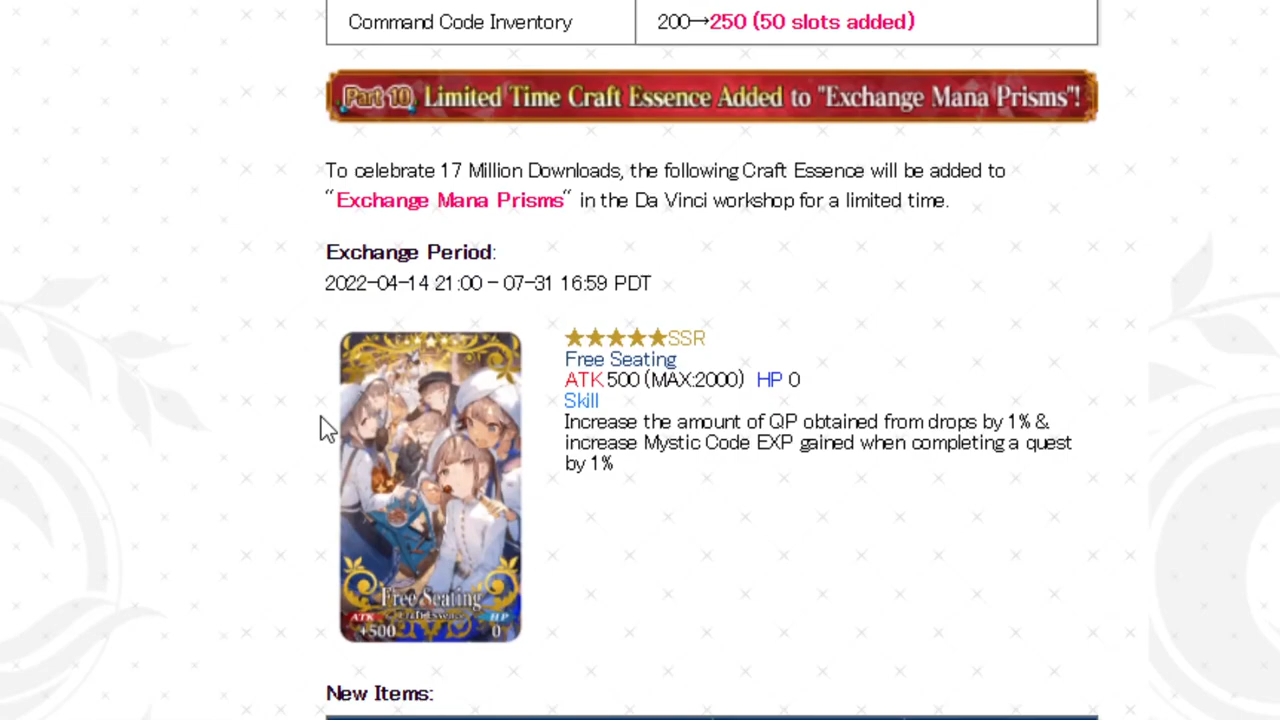 Command Code Inventory 200→250 (50 slots added)
Part 10 Limited Time Craft Essence Added to "Exchange Mana Prisms"!
To celebrate 17 Million Downloads, the following Craft Essence will be added to
"Exchange Mana Prisms" in the Da Vinci workshop for a limited time.
Exchange Period:
2022-04-14 21:00 - 07-31 16:59 PDT
★★★★★SSR
Free Seating
ATK 500 (MAX:2000) HP 0
Skill
Increase the amount of QP obtained from drops by 1% &
increase Mystic Code EXP gained when completing a quest
by 1%
Free Seating
Craft Essence
ATK HP
+500 0
New Items: